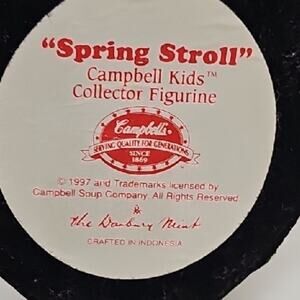 "Spring Stroll"
Campbell Kids™
Collector Figurine
Campbell's
SERVING QUALITY FOR GENERATIONS
SINCE
1869
© 1997 and Trademarks licensed by
Campbell Soup Company. All Rights Reserved
&
the Danbury Mint
CRAFTED IN INDONESIA